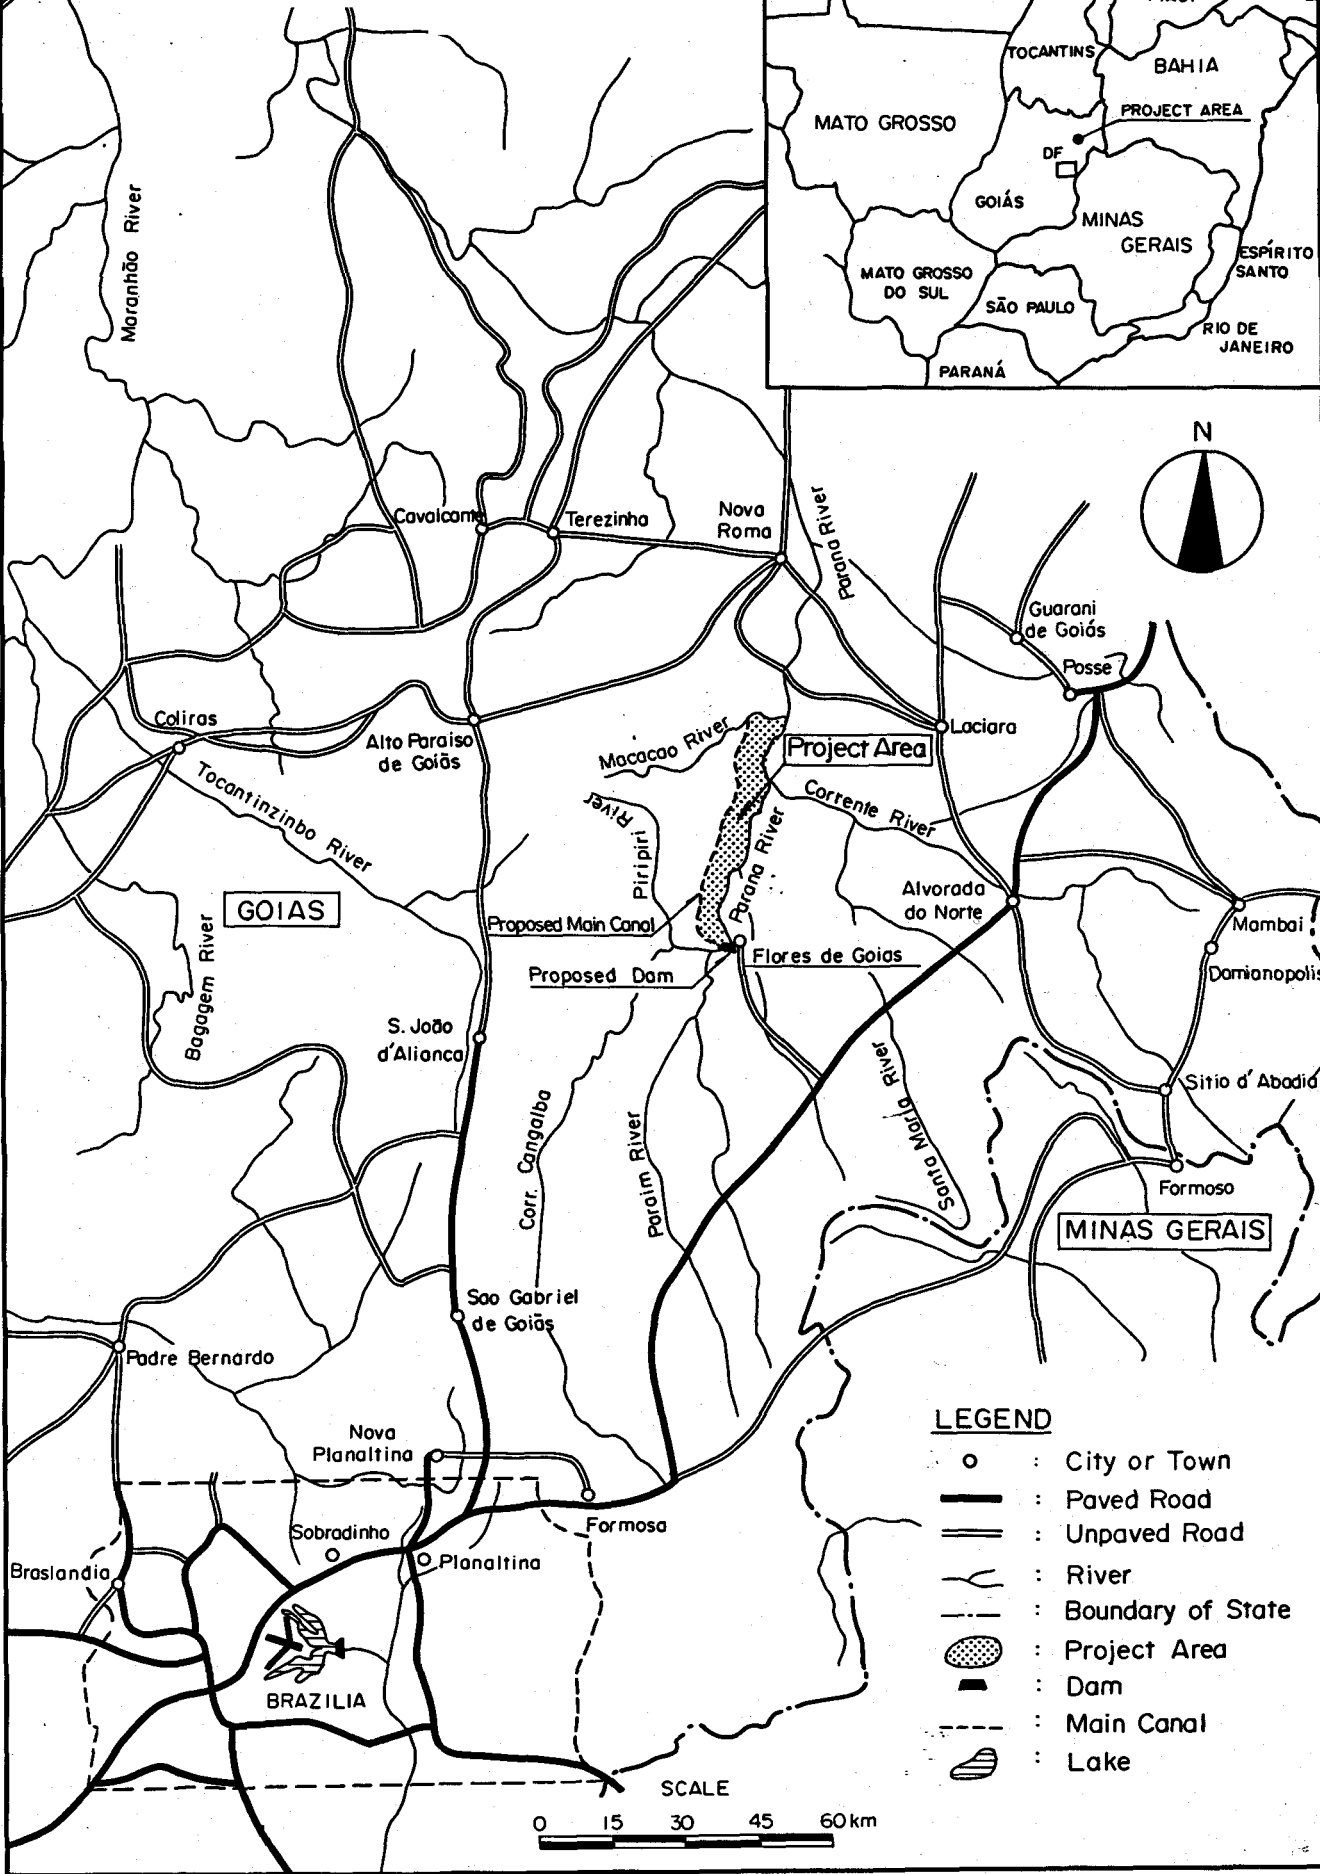 TOCANTINS
BAHIA
MATO GROSSO
PROJECT AREA
DF
GOIÁS
MINAS
GERAIS
ESPÍRITO
SANTO
MATO GROSSO
DO SUL
SÃO PAULO
RIO DE
JANEIRO
PARANÁ
Maranhão River
N
Cavalcante
Terezinha
Nova
Roma
Paranã River
Guarani
de Goiás
Posse
Coliras
Alto Paraiso
de Goiãs
Macacao River
Project Area
Laciara
Tocantinzinbo River
Piripiri River
Corrente River
Parana River
GOIAS
Bagagem River
Alvorada
do Norte
Proposed Main Canal
Mambai
Flores de Goias
Proposed Dam
Damianopolis
S. João
d'Alianca
Sitio d'Abadia
Corr. Cangalba
Paraim River
Santa Maria River
Formoso
MINAS GERAIS
Sao Gabriel
de Goiãs
Padre Bernardo
Nova
Planaltina
Formosa
Sobradinho
Planaltina
Braslandia
BRAZILIA
LEGEND
: City or Town
: Paved Road
: Unpaved Road
: River
: Boundary of State
: Project Area
: Dam
: Main Canal
: Lake
SCALE
0 15 30 45 60 km